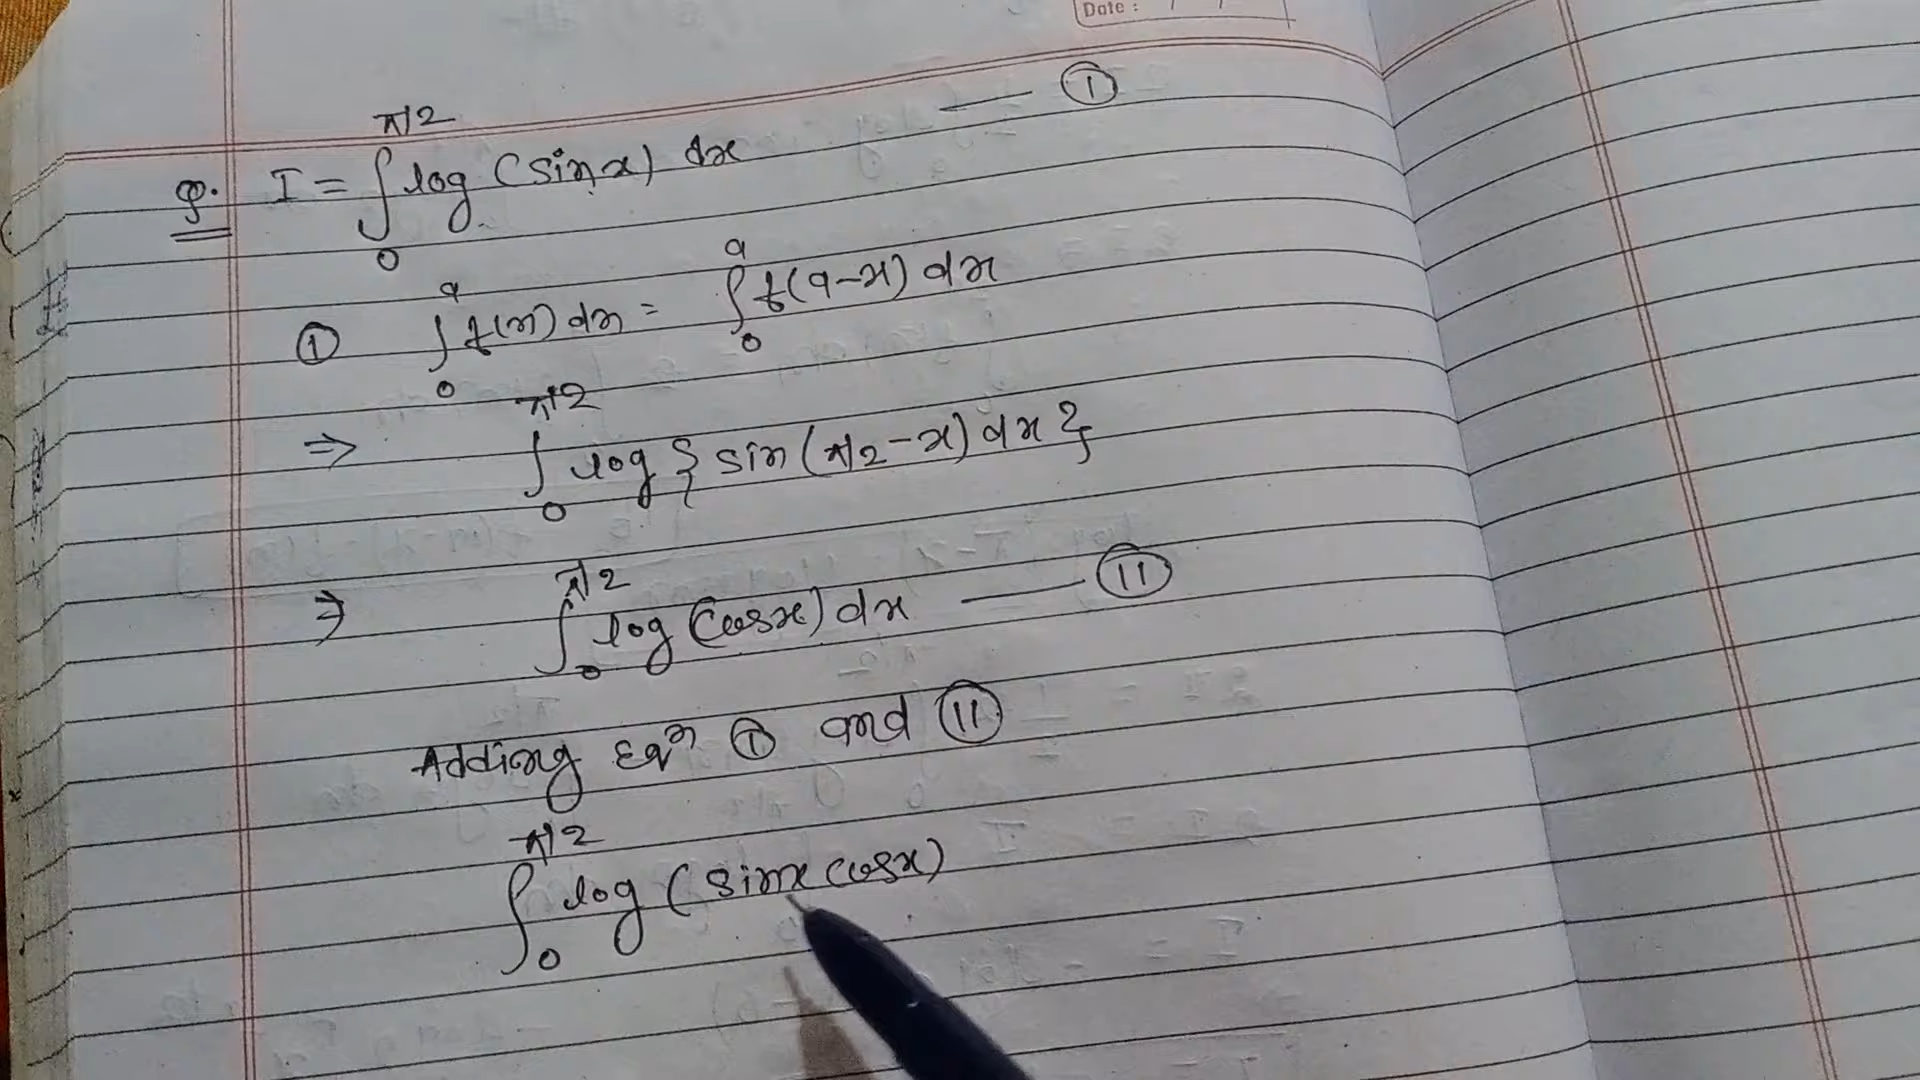 Date : / /
Q. I = ∫₀^(π/2) log (sin x) dx —— (I)
(I) ∫₀^a f(x) dx = ∫₀^a f(a-x) dx
⇒ ∫₀^(π/2) log { sin (π/2 - x) dx }
⇒ ∫₀^(π/2) log (cos x) dx —— (II)
Adding Eqn (I) and (II)
∫₀^(π/2) log (sin x cos x)